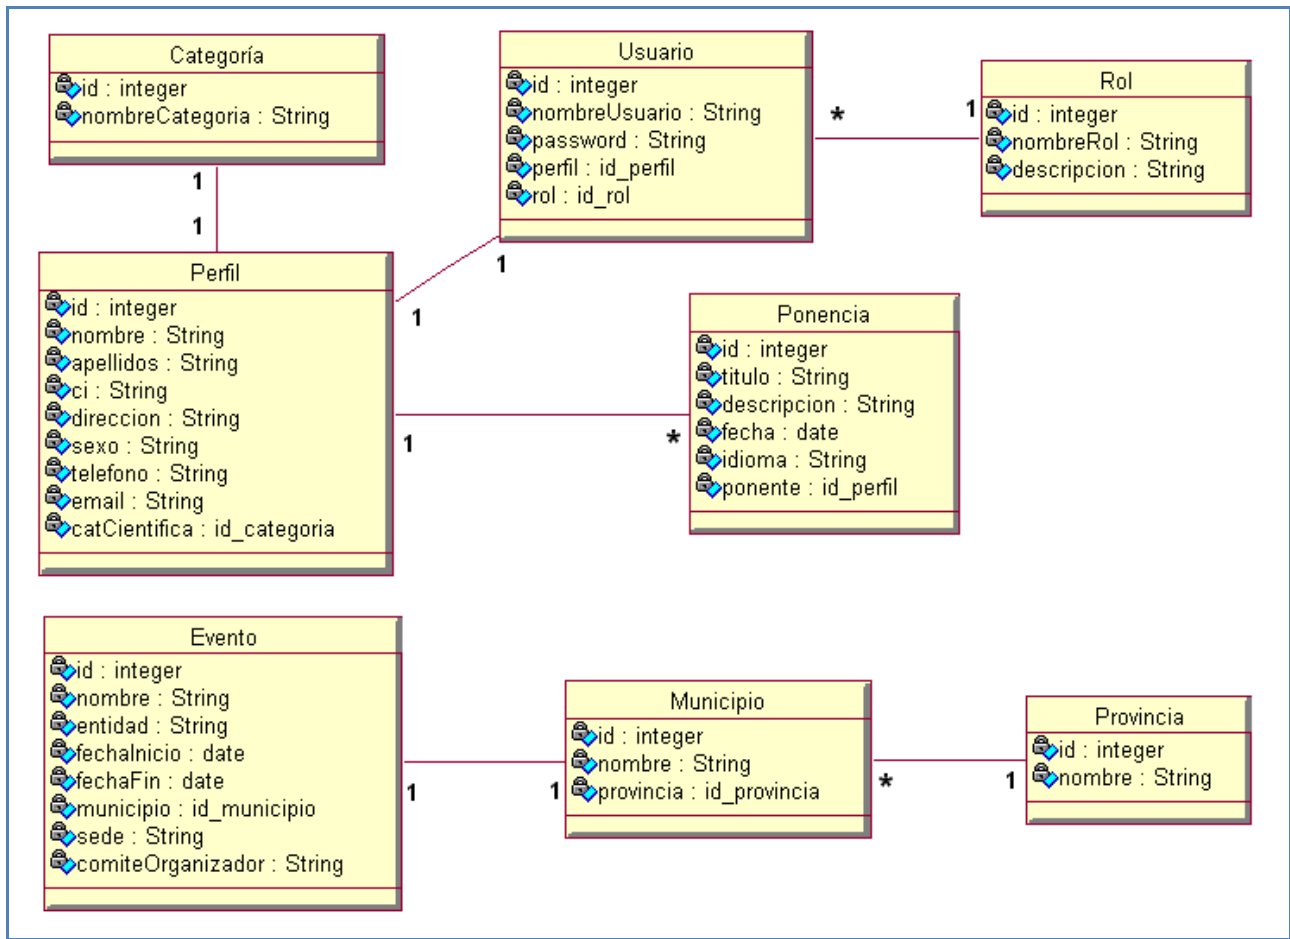 Categoría
id : integer
nombreCategoria : String
1
1
Usuario
id : integer
nombreUsuario : String
password : String
perfil : id_perfil
rol : id_rol
*
1
Rol
id : integer
nombreRol : String
descripcion : String
1
1
Perfil
id : integer
nombre : String
apellidos : String
ci : String
direccion : String
sexo : String
telefono : String
email : String
catCientifica : id_categoria
1
*
Ponencia
id : integer
titulo : String
descripcion : String
fecha : date
idioma : String
ponente : id_perfil
Evento
id : integer
nombre : String
entidad : String
fechaInicio : date
fechaFin : date
municipio : id_municipio
sede : String
comiteOrganizador : String
1
1
Municipio
id : integer
nombre : String
provincia : id_provincia
*
1
Provincia
id : integer
nombre : String